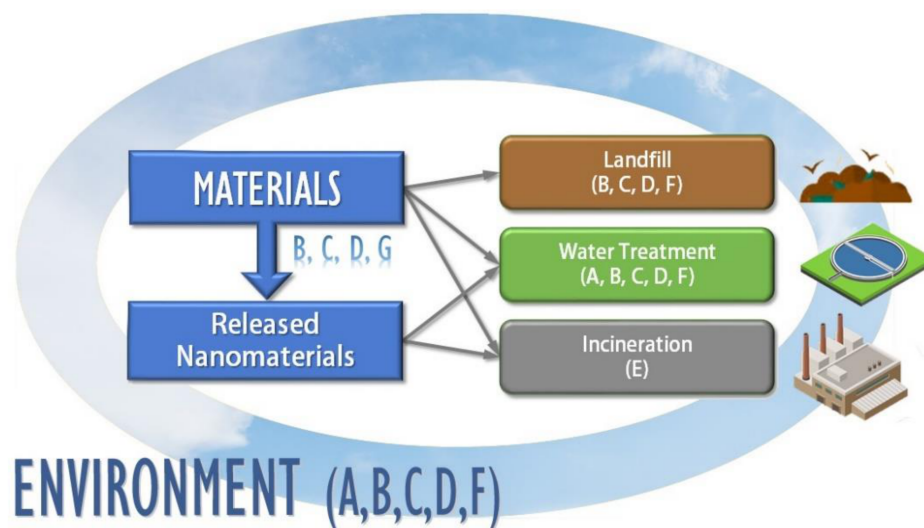 MATERIALS
B, C, D, G
Released
Nanomaterials
Landfill
(B, C, D, F)
Water Treatment
(A, B, C, D, F)
Incineration
(E)
ENVIRONMENT (A,B,C,D,F)